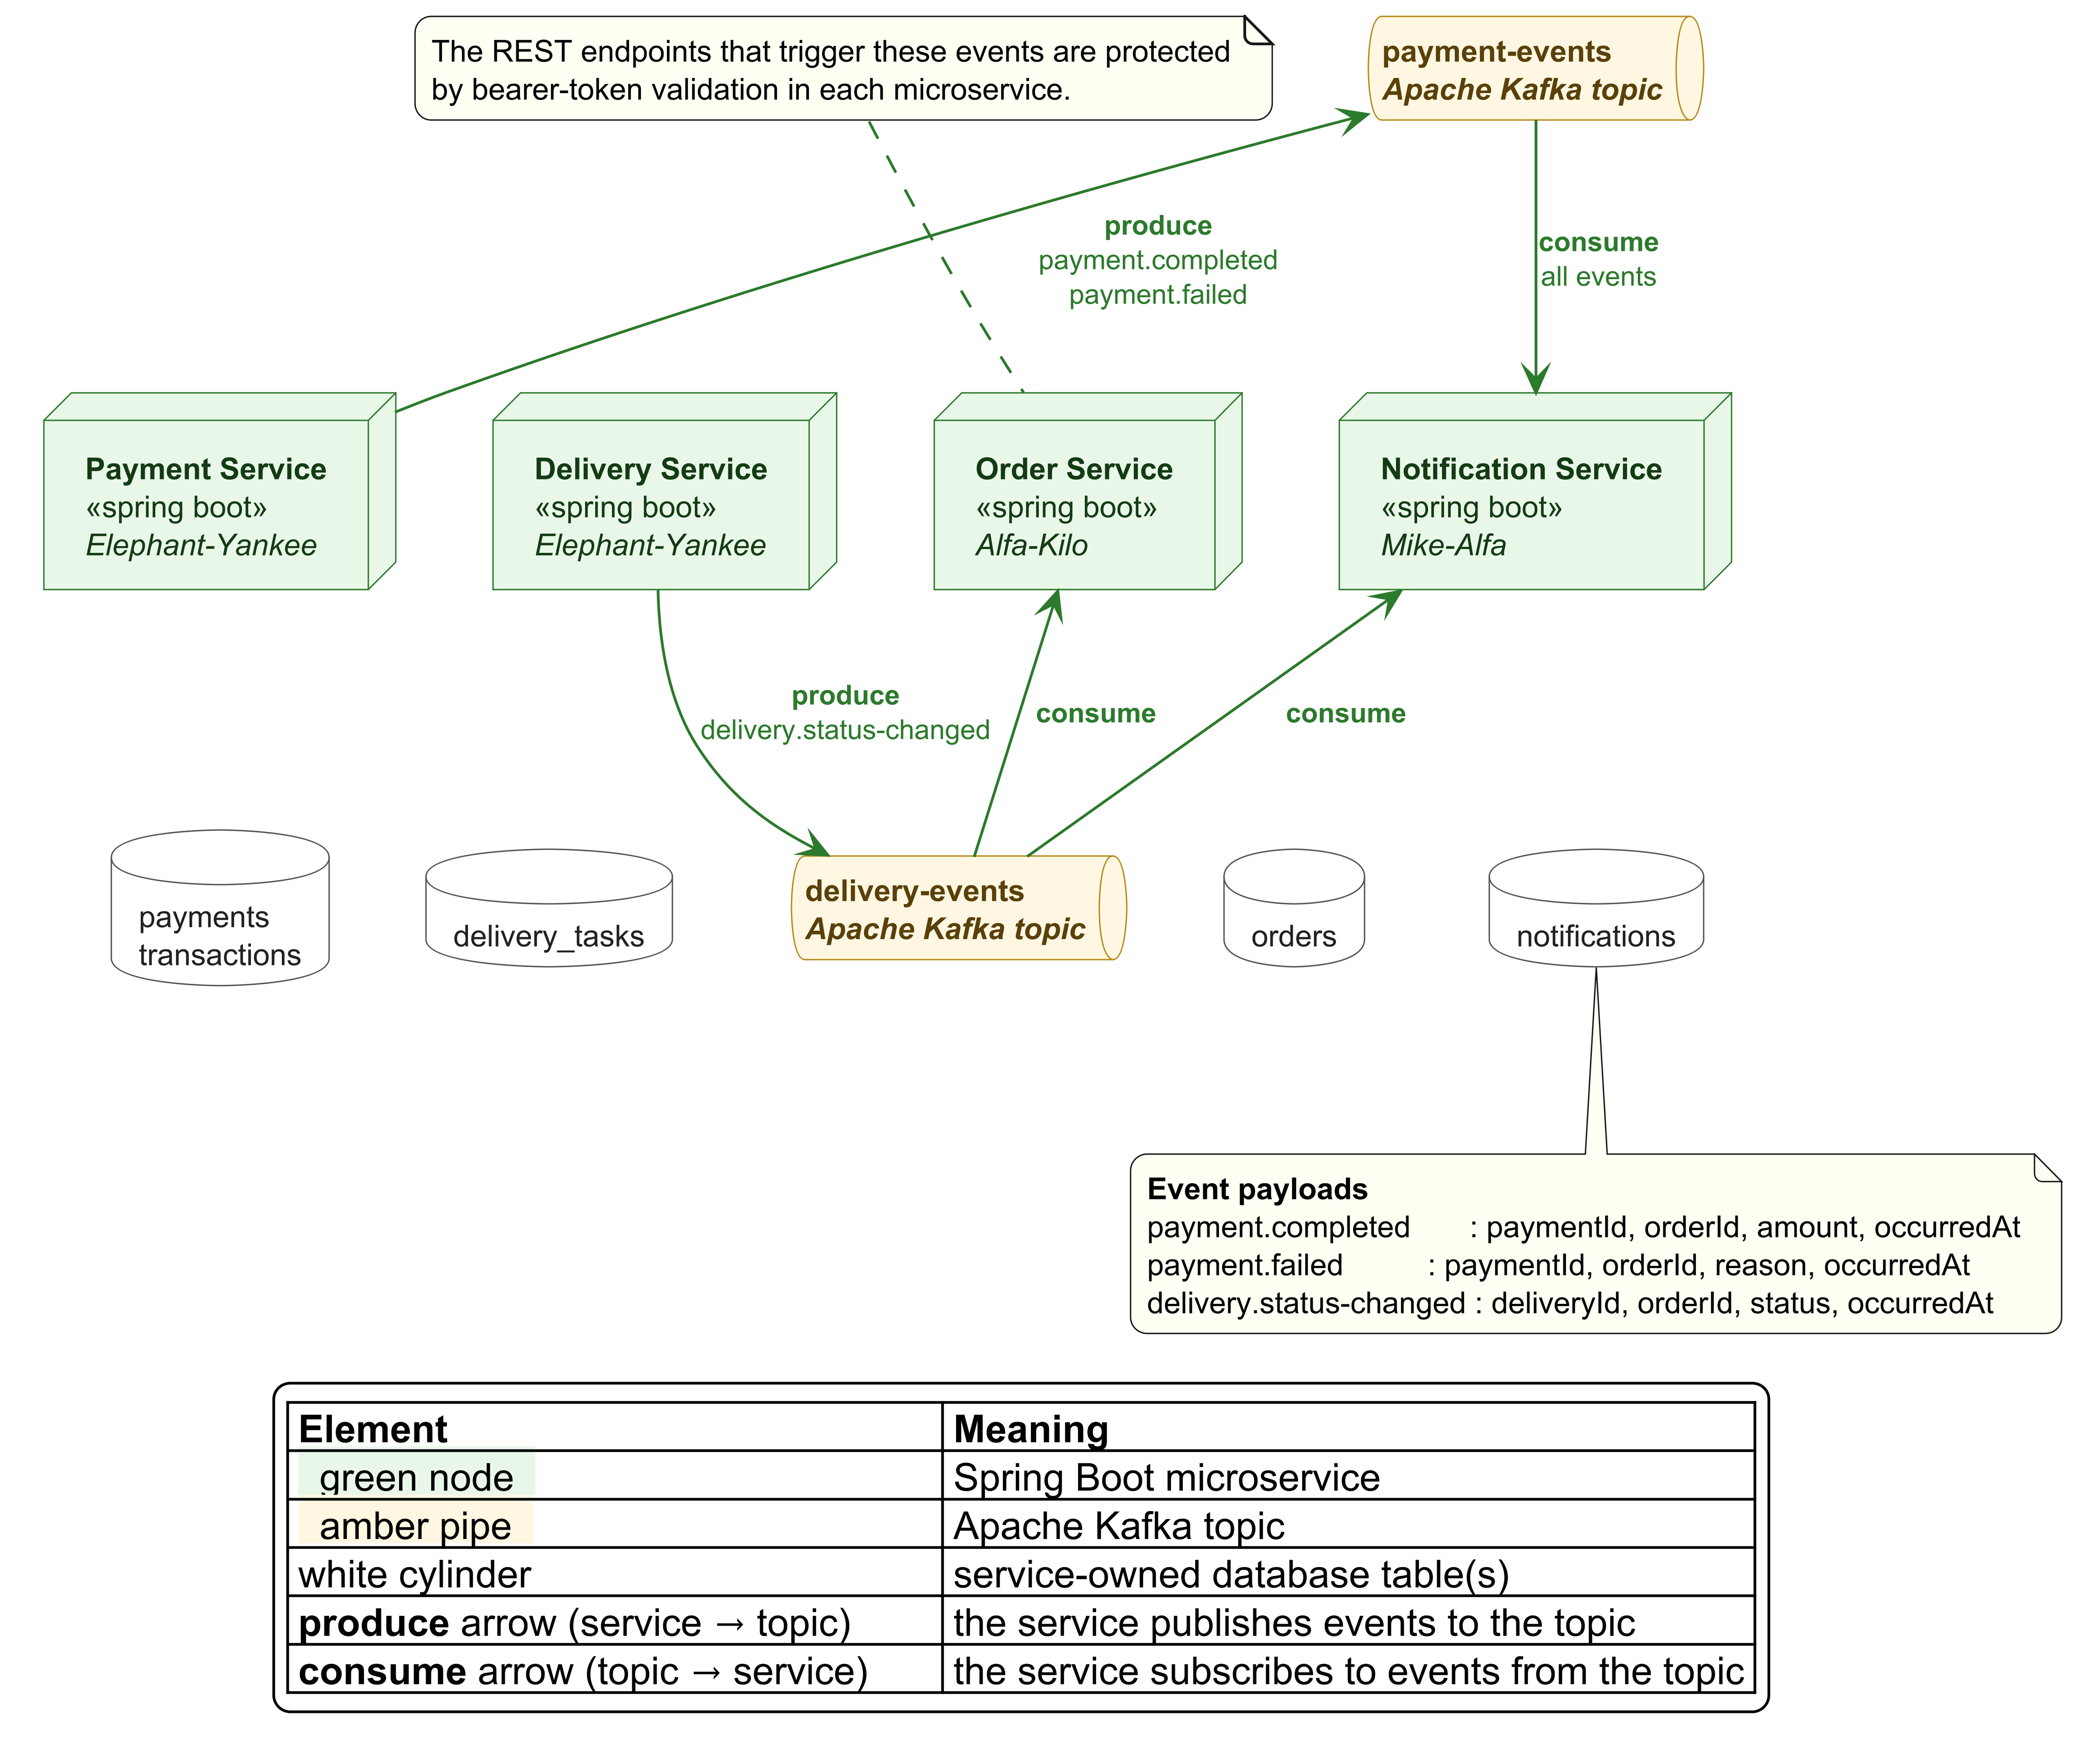 The REST endpoints that trigger these events are protected
by bearer-token validation in each microservice.
payment-events
Apache Kafka topic
produce
payment.completed
payment.failed
consume
all events
Payment Service
«spring boot»
Elephant-Yankee
Delivery Service
«spring boot»
Elephant-Yankee
Order Service
«spring boot»
Alfa-Kilo
Notification Service
«spring boot»
Mike-Alfa
produce
delivery.status-changed
consume
consume
payments
transactions
delivery_tasks
delivery-events
Apache Kafka topic
orders
notifications
Event payloads
payment.completed : paymentId, orderId, amount, occurredAt
payment.failed : paymentId, orderId, reason, occurredAt
delivery.status-changed : deliveryId, orderId, status, occurredAt
Element Meaning
green node Spring Boot microservice
amber pipe Apache Kafka topic
white cylinder service-owned database table(s)
produce arrow (service → topic) the service publishes events to the topic
consume arrow (topic → service) the service subscribes to events from the topic